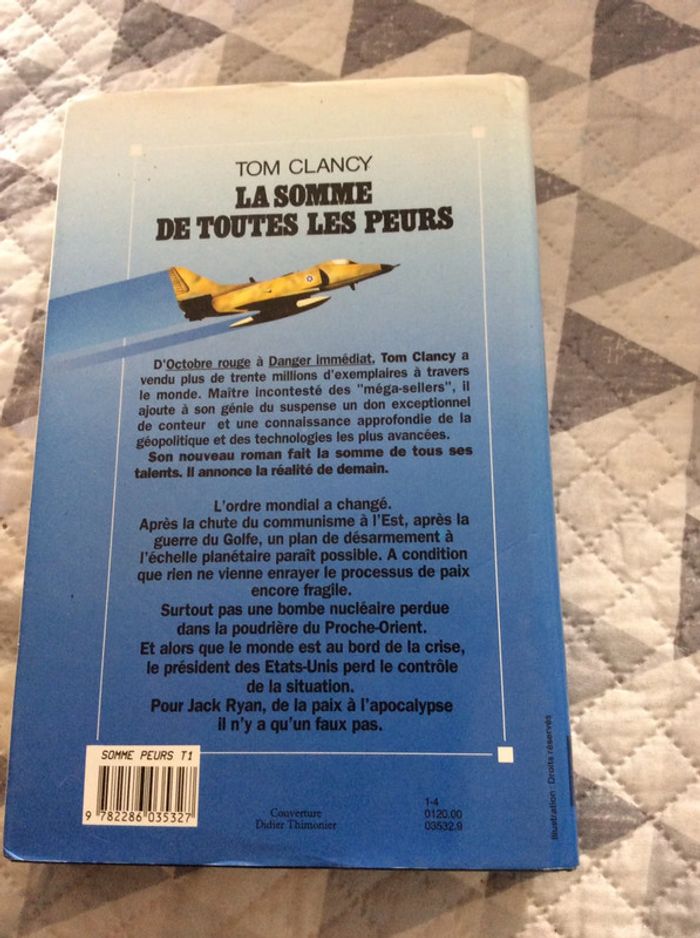 TOM CLANCY
LA SOMME
DE TOUTES LES PEURS
D'Octobre rouge à Danger immédiat, Tom Clancy a
vendu plus de trente millions d'exemplaires à travers
le monde. Maître incontesté des "méga-sellers", il
ajoute à son génie du suspense un don exceptionnel
de conteur et une connaissance approfondie de la
géopolitique et des technologies les plus avancées.
Son nouveau roman fait la somme de tous ses
talents. Il annonce la réalité de demain.
L'ordre mondial a changé.
Après la chute du communisme à l'Est, après la
guerre du Golfe, un plan de désarmement à
l'échelle planétaire paraît possible. A condition
que rien ne vienne enrayer le processus de paix
encore fragile.
Surtout pas une bombe nucléaire perdue
dans la poudrière du Proche-Orient.
Et alors que le monde est au bord de la crise,
le président des Etats-Unis perd le contrôle
de la situation.
Pour Jack Ryan, de la paix à l'apocalypse
il n'y a qu'un faux pas.
SOMME PEURS T1
9 782286 035327
Couverture
Didier Thimonier
1-4
0120.00
03532.9
Illustration : Droits réservés